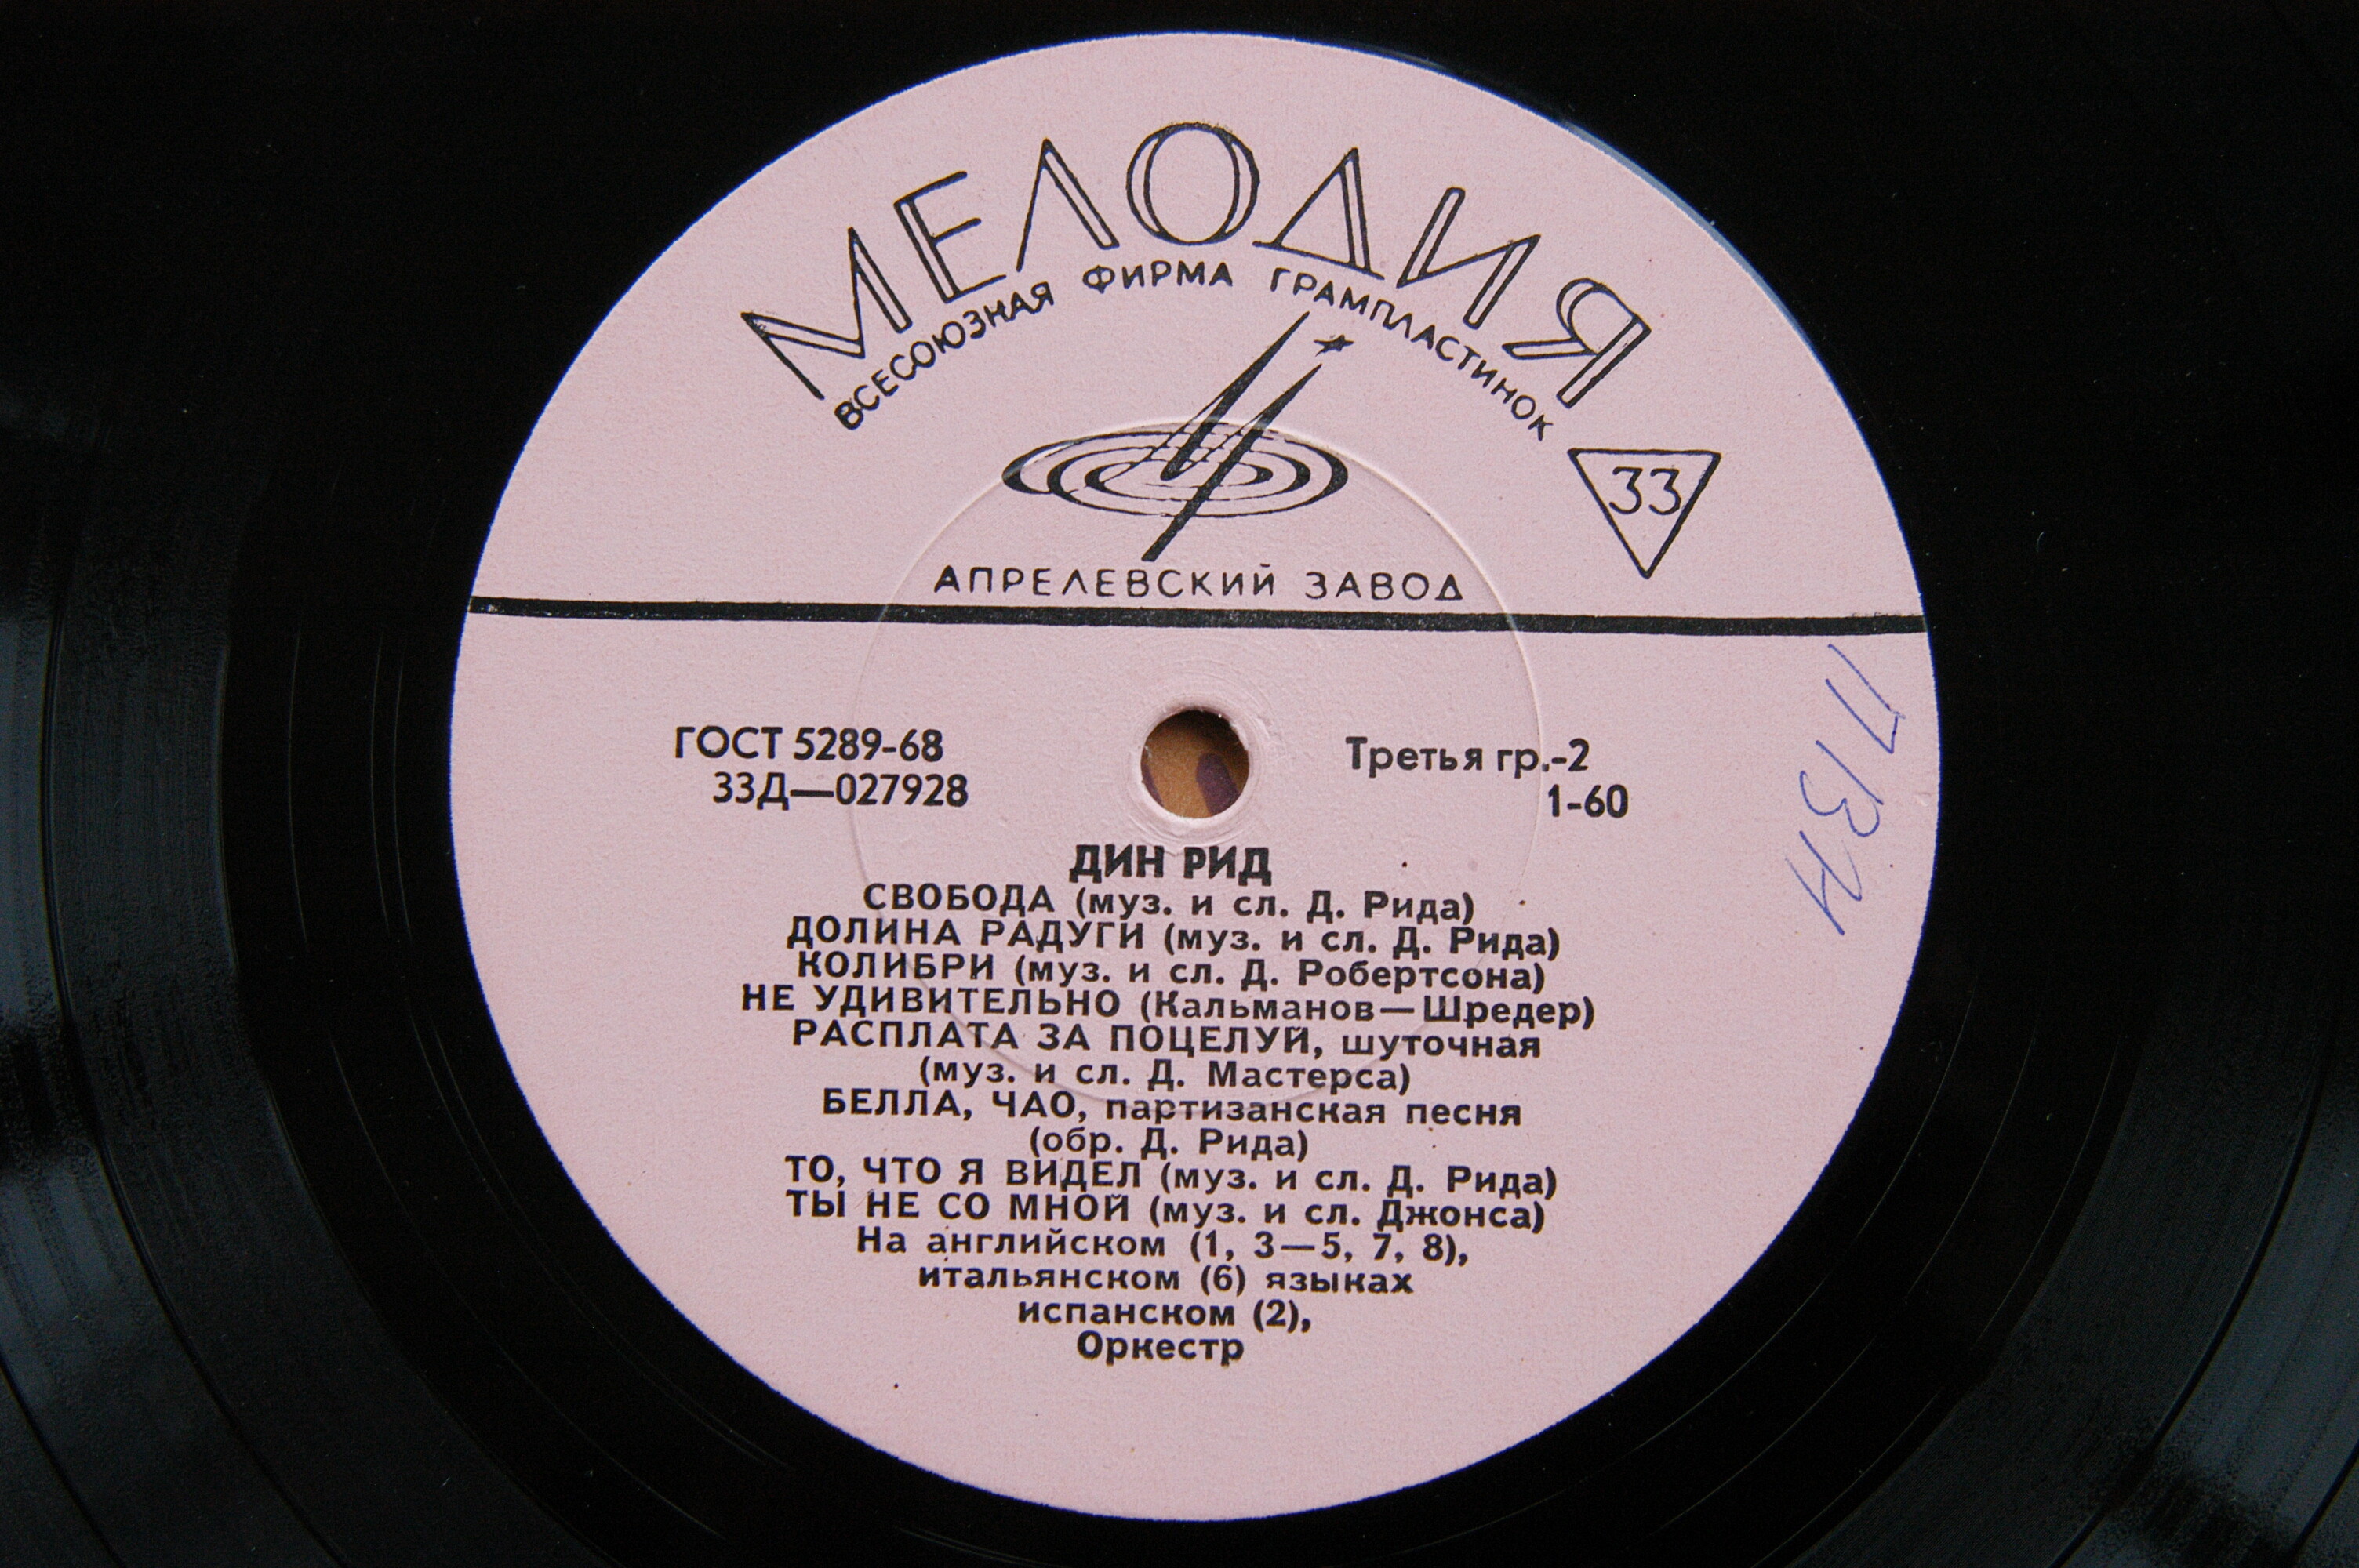 МЕЛОДИЯ
ВСЕСОЮЗНАЯ ФИРМА ГРАМПЛАСТИНОК
33
АПРЕЛЕВСКИЙ ЗАВОД
ГОСТ 5289-68
33Д—027928
Третья гр.-2
1-60
ДИН РИД
СВОБОДА (муз. и сл. Д. Рида)
ДОЛИНА РАДУГИ (муз. и сл. Д. Рида)
КОЛИБРИ (муз. и сл. Д. Робертсона)
НЕ УДИВИТЕЛЬНО (Кальманов—Шредер)
РАСПЛАТА ЗА ПОЦЕЛУЙ, шуточная
(муз. и сл. Д. Мастерса)
БЕЛЛА, ЧАО, партизанская песня
(обр. Д. Рида)
ТО, ЧТО Я ВИДЕЛ (муз. и сл. Д. Рида)
ТЫ НЕ СО МНОЙ (муз. и сл. Джонса)
На английском (1, 3—5, 7, 8),
итальянском (6) языках
испанском (2),
Оркестр